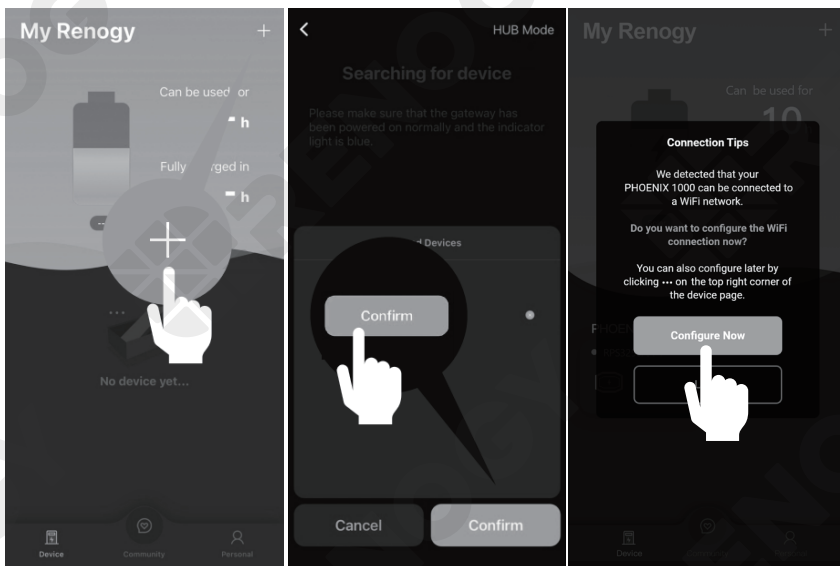 My Renogy
+
Can be used or
h
Fully rged in
h
No device yet...
Device
Community
Personal
HUB Mode
Searching for device
Please make sure that the gateway has
been powered on normally and the indicator
light is blue.
d Devices
Confirm
Cancel
Confirm
My Renogy
+
Can be used for
10
Connection Tips
We detected that your
PHOENIX 1000 can be connected to
a WiFi network.
Do you want to configure the WiFi
connection now?
You can also configure later by
clicking ••• on the top right corner of
the device page.
PHOEN
Configure Now
Device